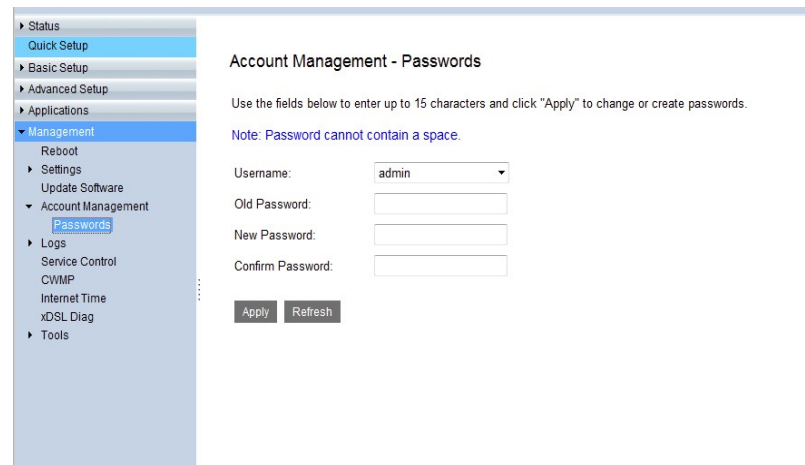 Status
Quick Setup
Basic Setup
Advanced Setup
Applications
Management
Reboot
Settings
Update Software
Account Management
Passwords
Logs
Service Control
CWMP
Internet Time
xDSL Diag
Tools
Account Management - Passwords
Use the fields below to enter up to 15 characters and click "Apply" to change or create passwords.
Note: Password cannot contain a space.
Username: admin
Old Password:
New Password:
Confirm Password:
Apply Refresh